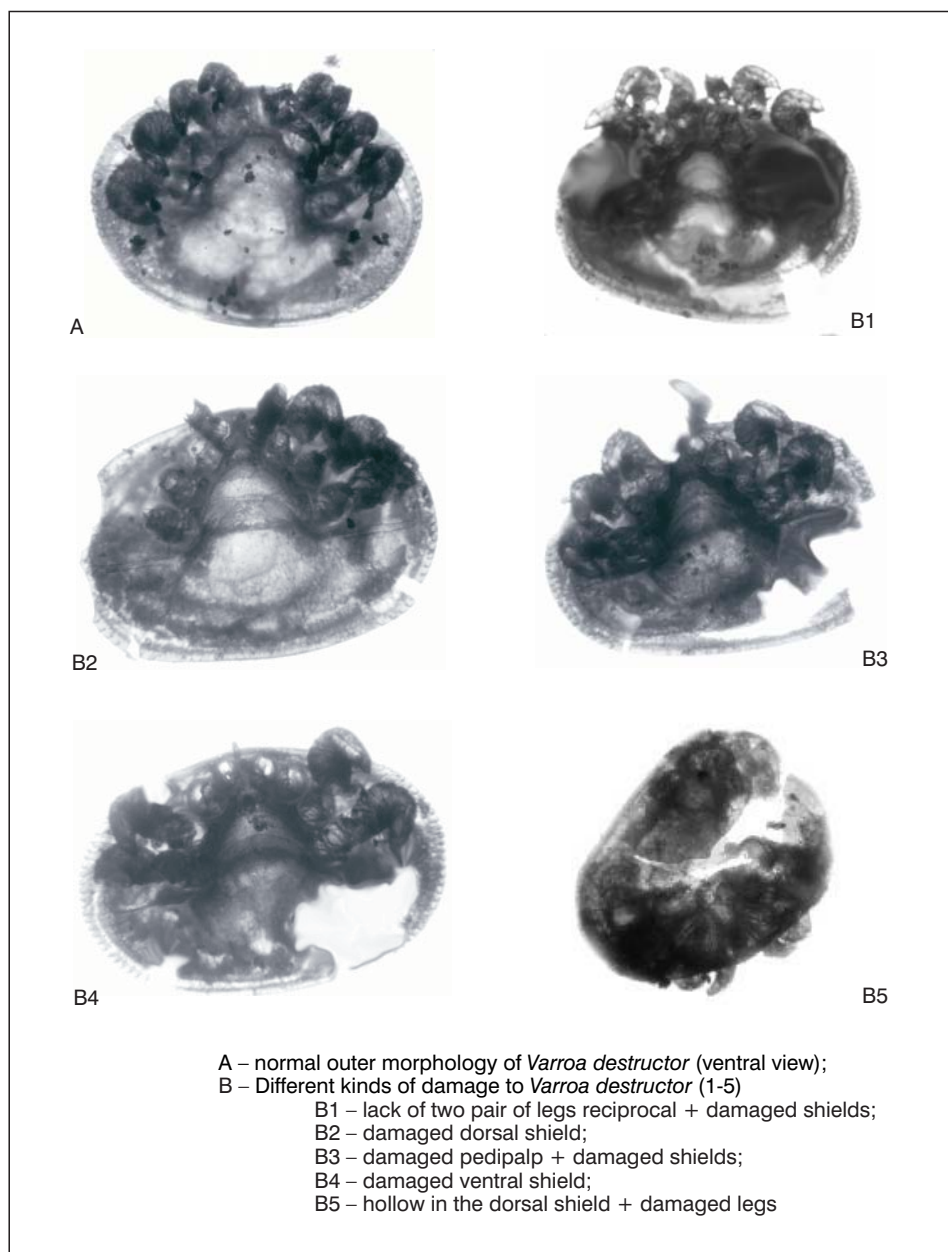 A
B1
B2
B3
B4
B5
A – normal outer morphology of Varroa destructor (ventral view);
B – Different kinds of damage to Varroa destructor (1-5)
B1 – lack of two pair of legs reciprocal + damaged shields;
B2 – damaged dorsal shield;
B3 – damaged pedipalp + damaged shields;
B4 – damaged ventral shield;
B5 – hollow in the dorsal shield + damaged legs